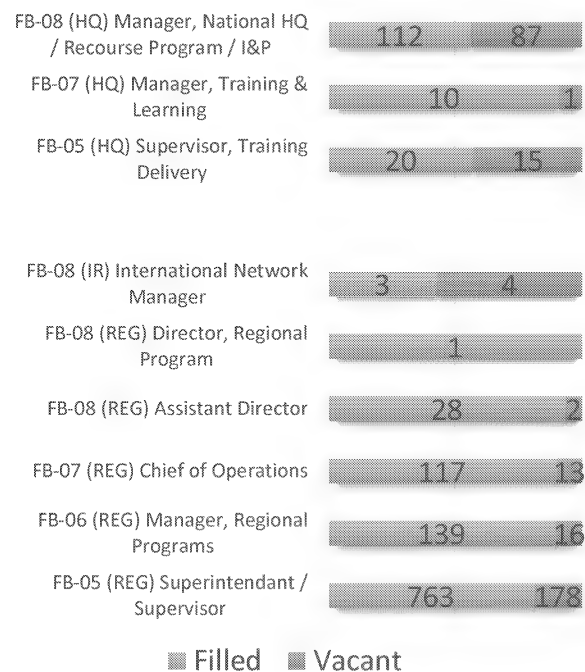 FB-08 (HQ) Manager, National HQ
/ Recourse Program / I&P
112 87
FB-07 (HQ) Manager, Training &
Learning
10 1
FB-05 (HQ) Supervisor, Training
Delivery
20 15
FB-08 (IR) International Network
Manager
3 4
FB-08 (REG) Director, Regional
Program
1
FB-08 (REG) Assistant Director
28 2
FB-07 (REG) Chief of Operations
117 13
FB-06 (REG) Manager, Regional
Programs
139 16
FB-05 (REG) Superintendant /
Supervisor
763 178
Filled Vacant